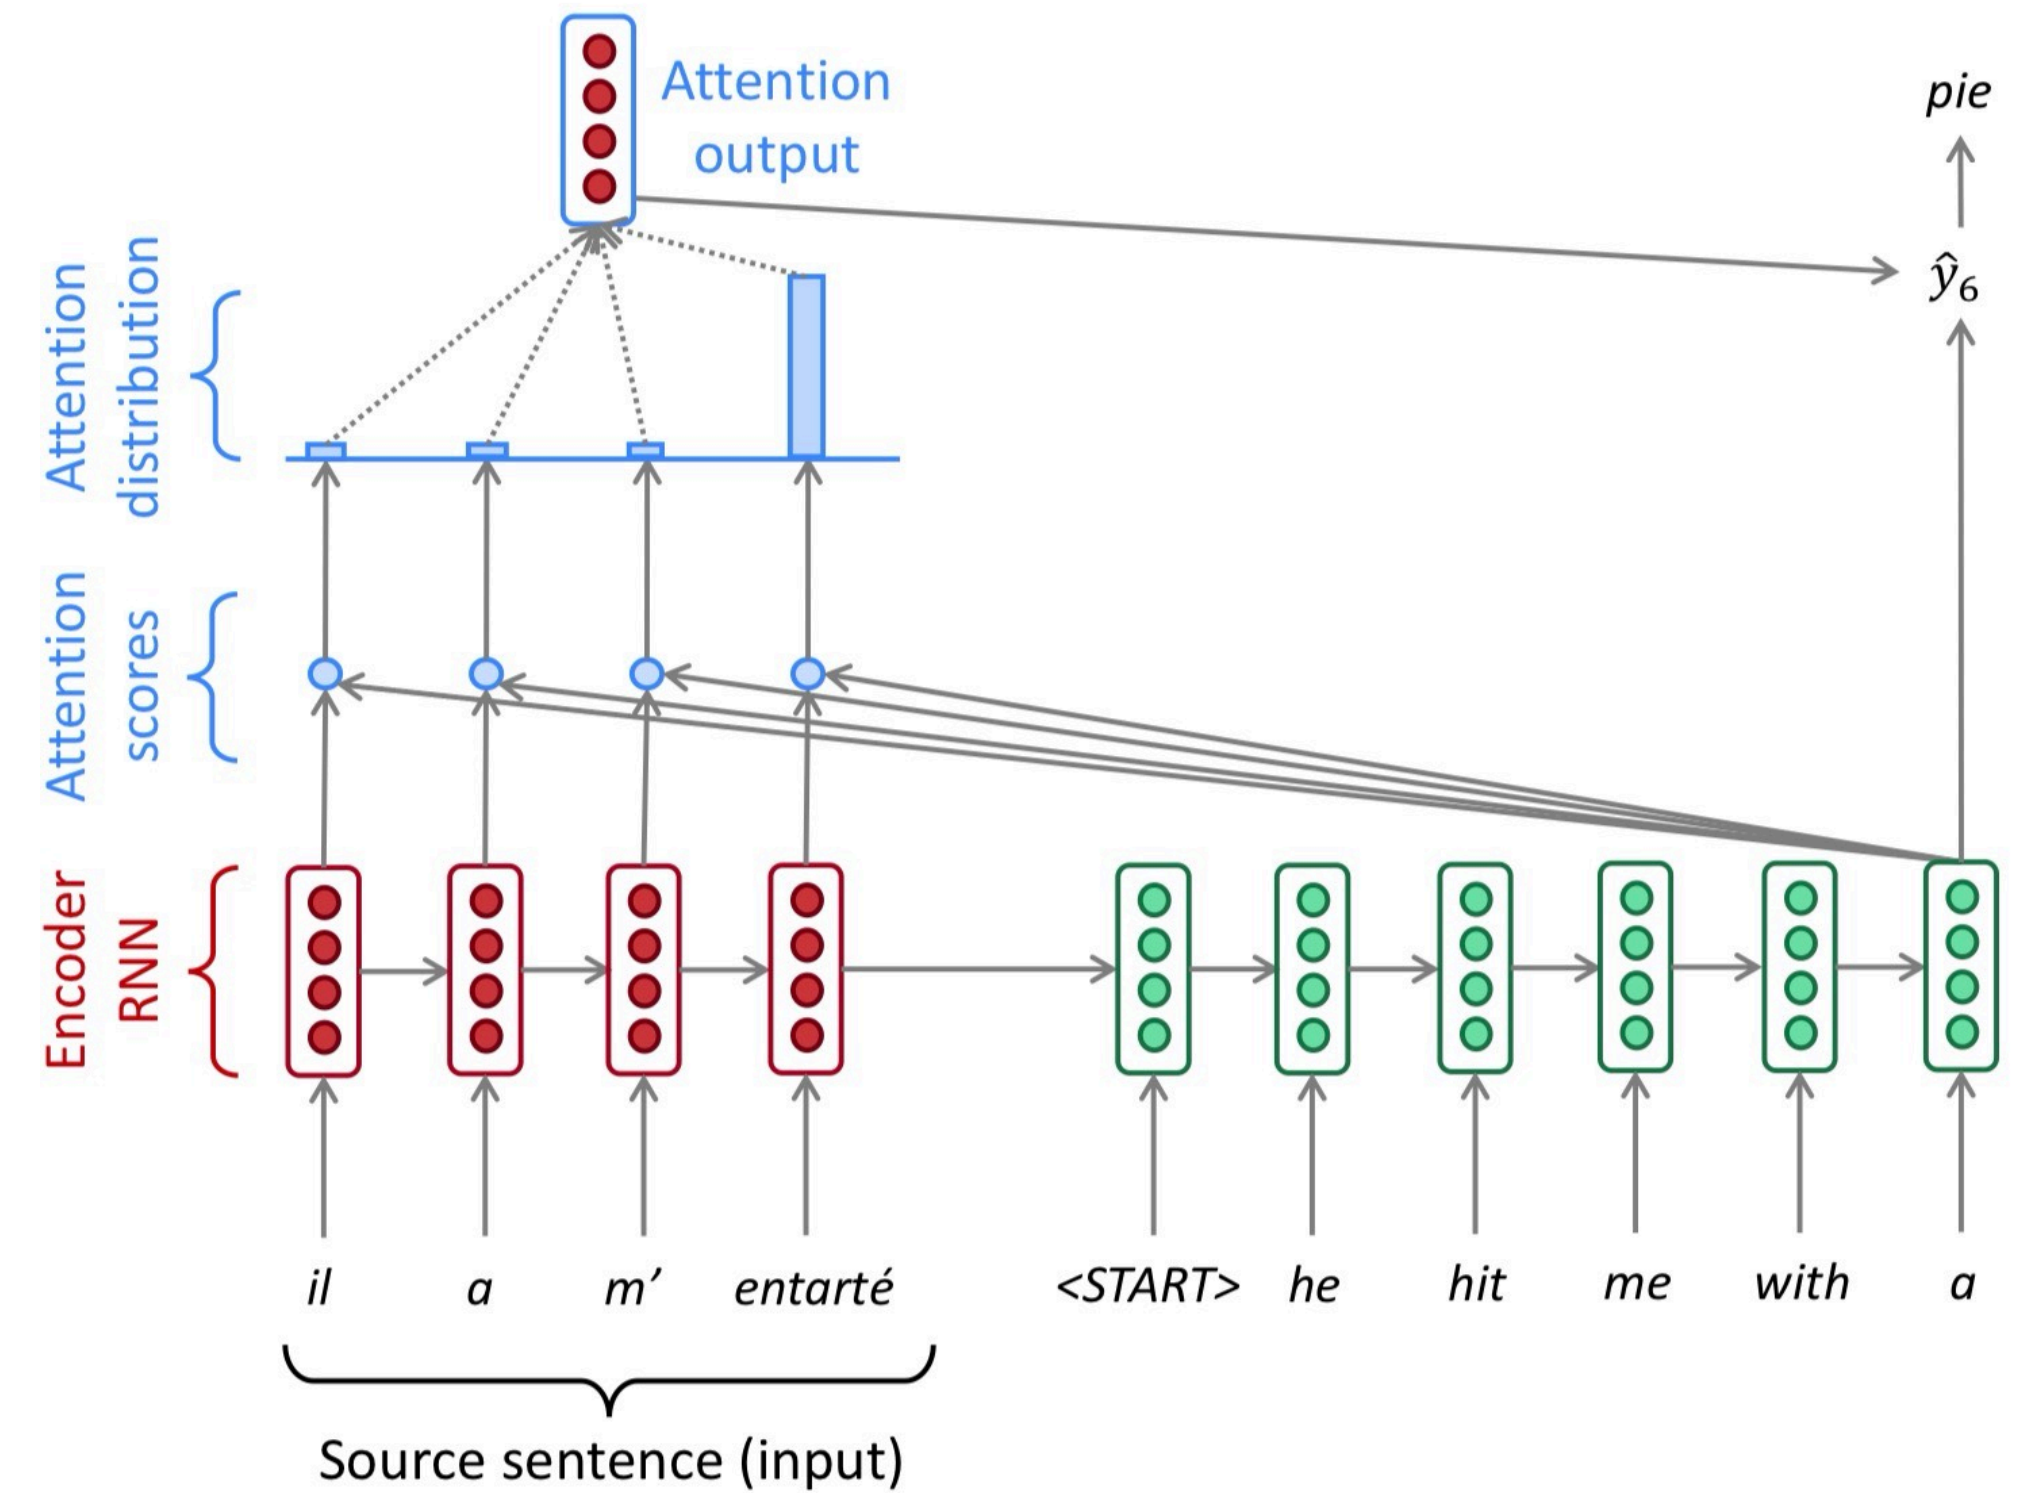 Attention
output
pie
ŷ₆
Attention
distribution
Attention
scores
Encoder
RNN
il a m’ entarté <START> he hit me with a
Source sentence (input)